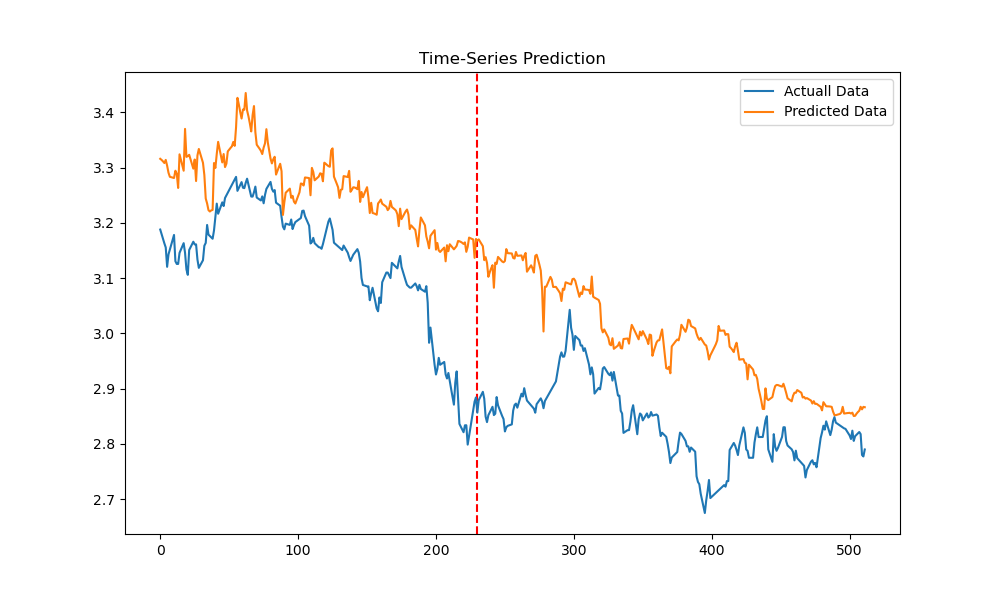 Time-Series Prediction
Actuall Data
Predicted Data
3.4
3.3
3.2
3.1
3.0
2.9
2.8
2.7
0 100 200 300 400 500